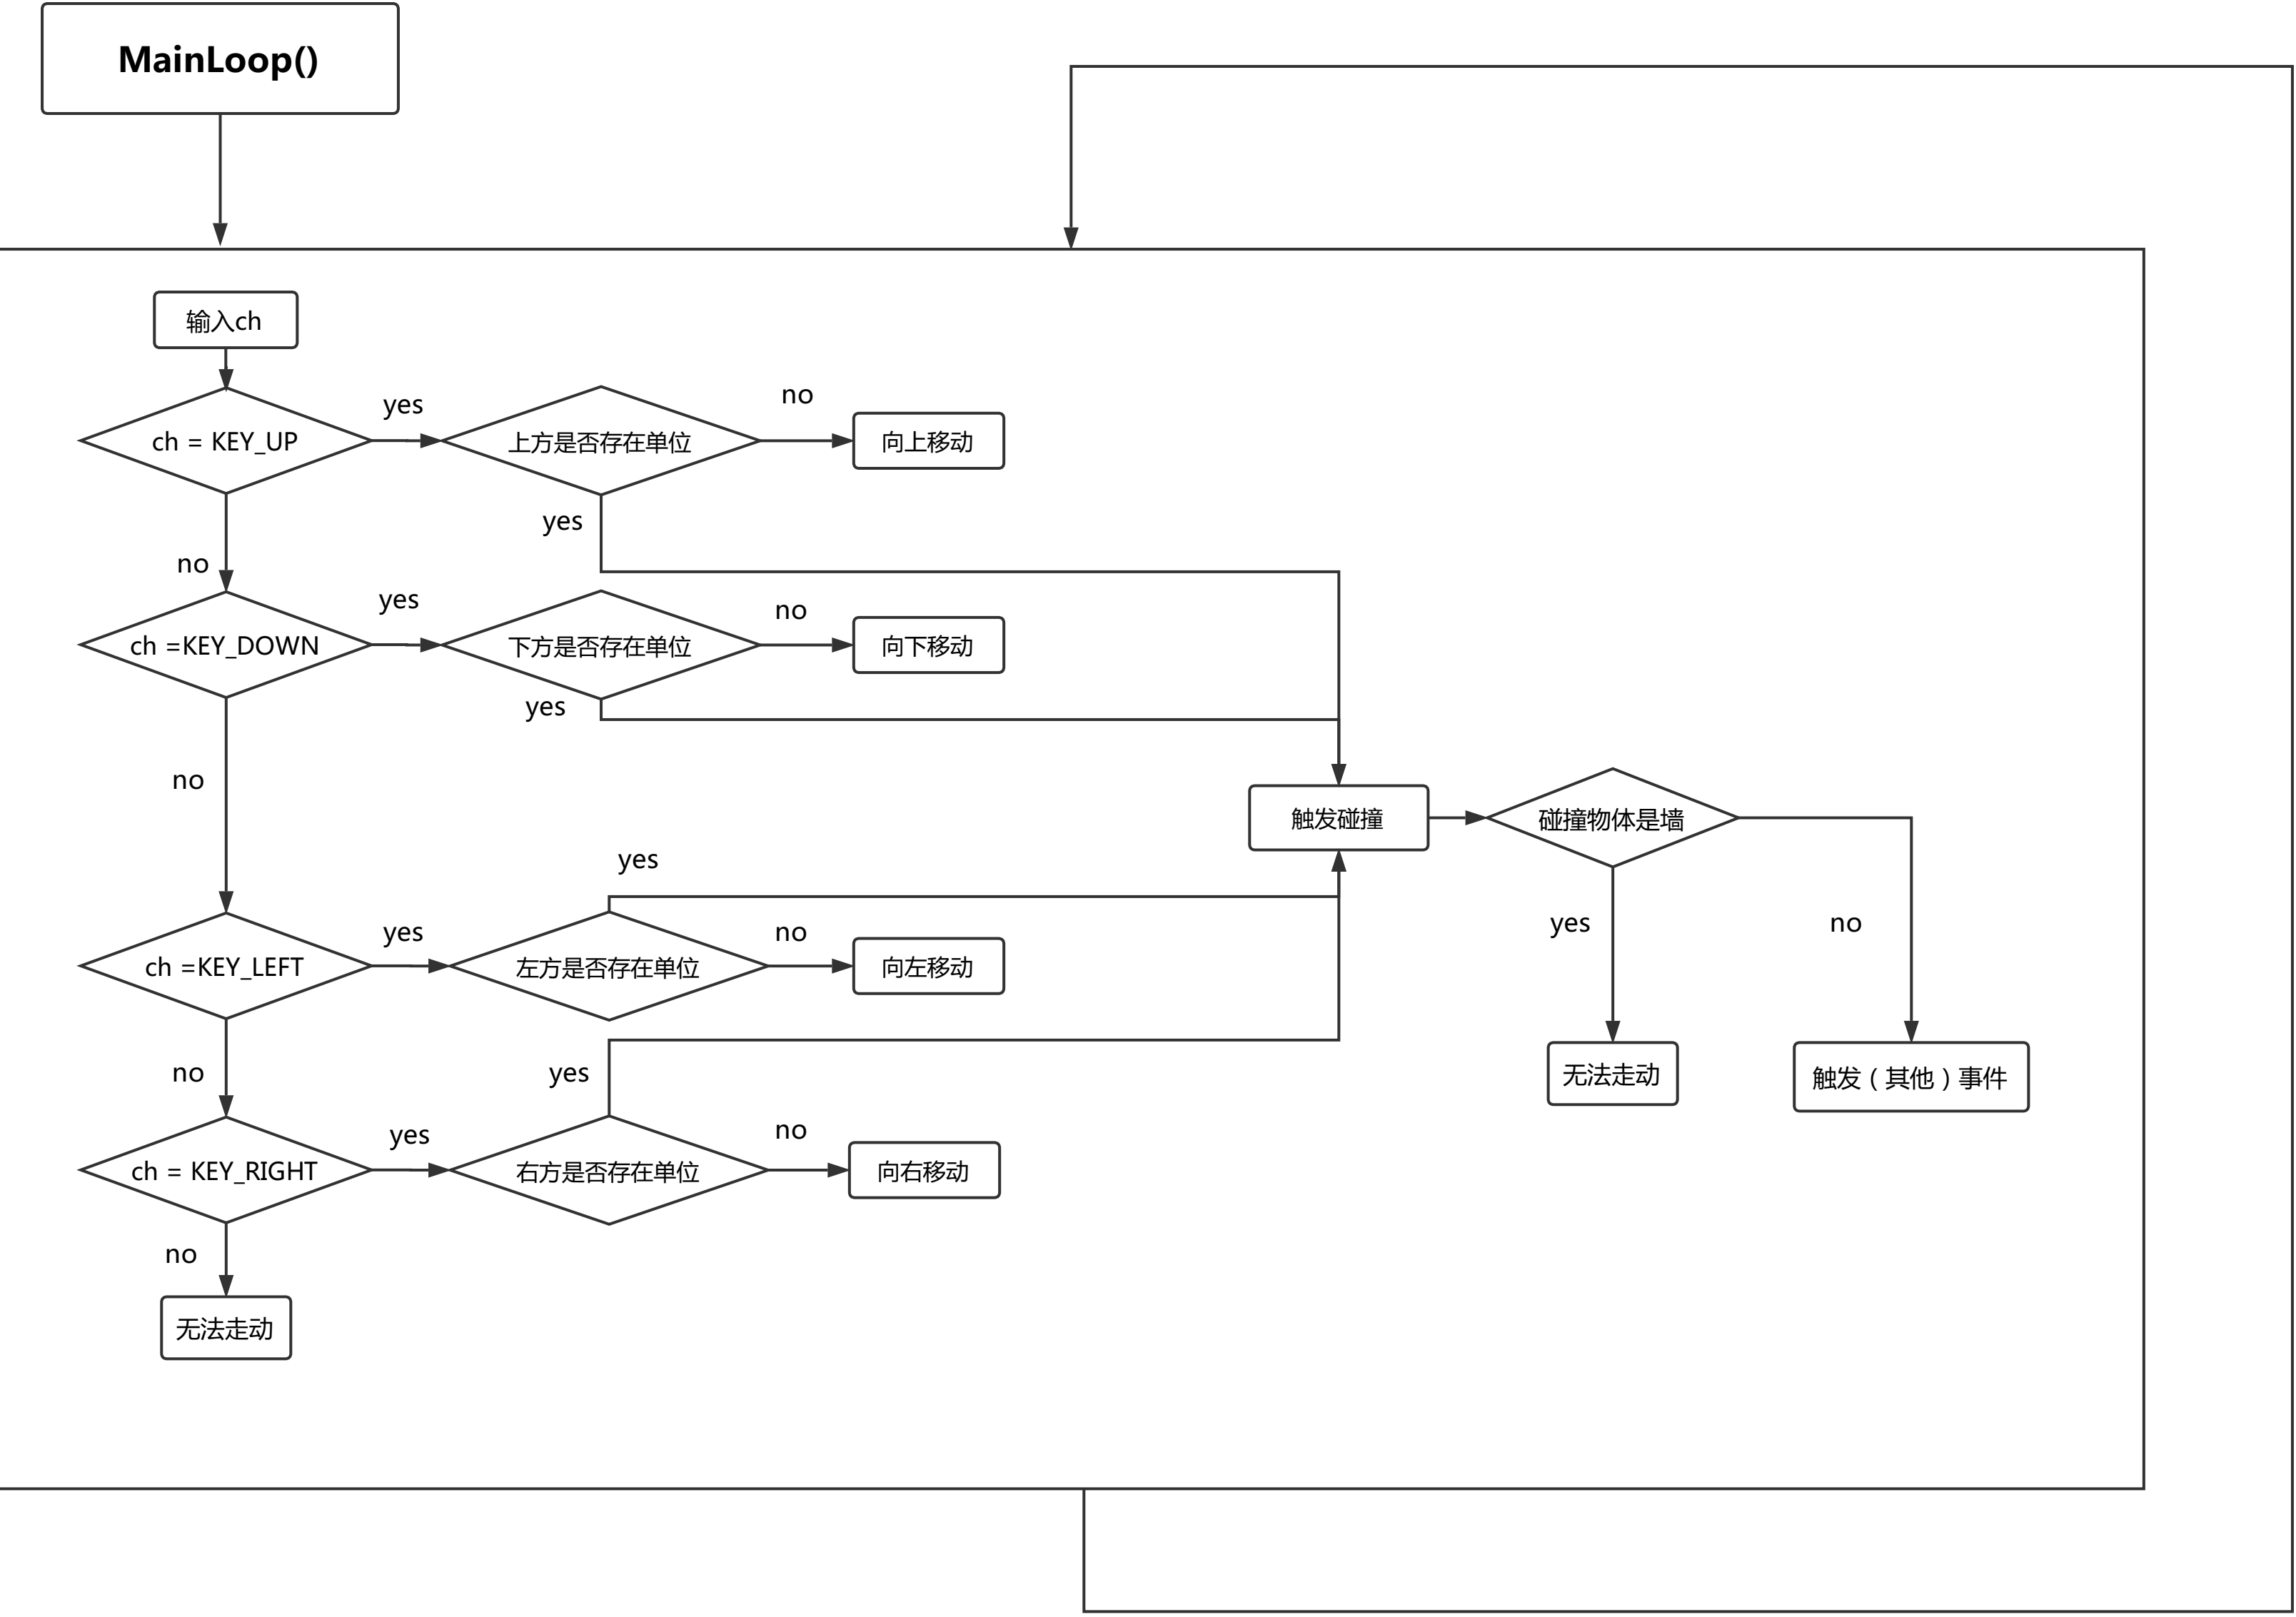 MainLoop()
输入ch
ch = KEY_UP
yes
上方是否存在单位
no
向上移动
yes
no
ch =KEY_DOWN
yes
下方是否存在单位
no
向下移动
yes
no
触发碰撞
碰撞物体是墙
yes
no
无法走动
触发（其他）事件
yes
ch =KEY_LEFT
yes
左方是否存在单位
no
向左移动
no
yes
ch = KEY_RIGHT
yes
右方是否存在单位
no
向右移动
no
无法走动